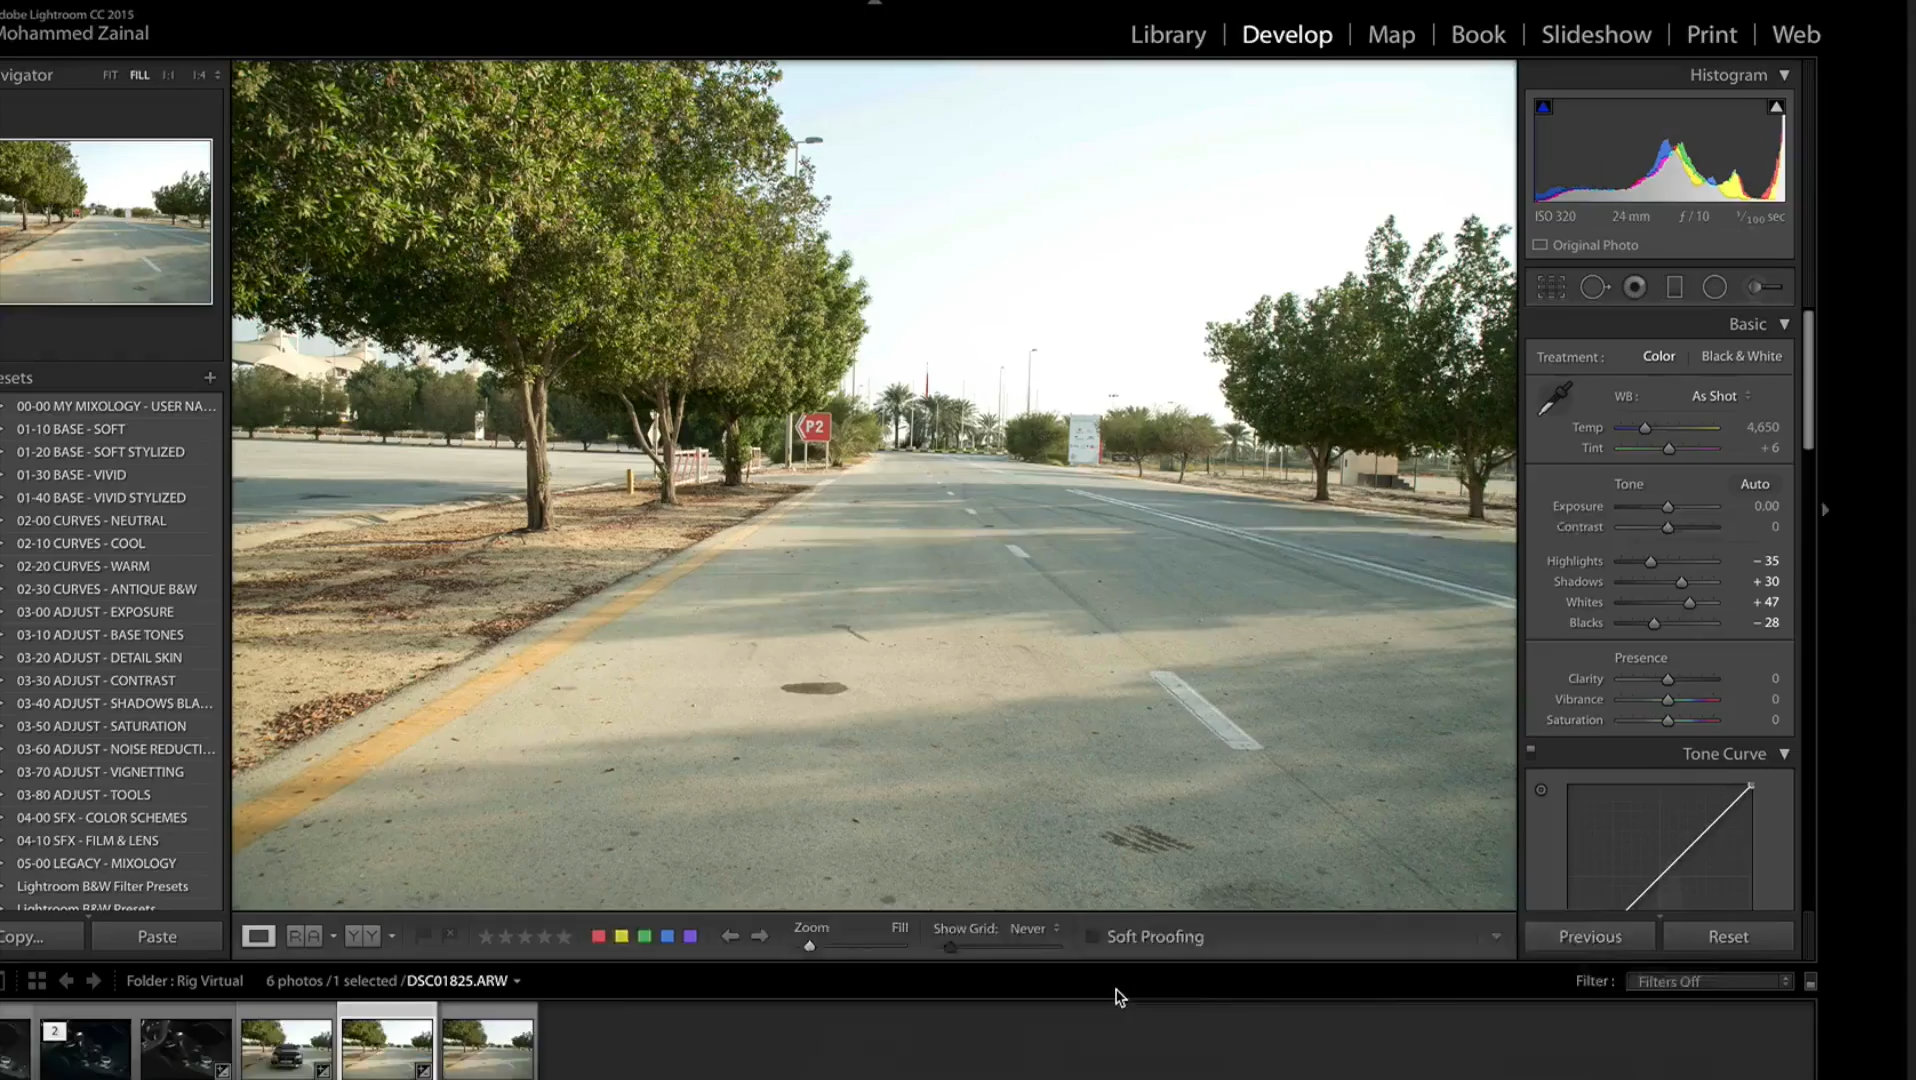 dobe Lightroom CC 2015
Mohammed Zainal
Library | Develop | Map | Book | Slideshow | Print | Web
vigator FIT FILL 1:1 1:4
Histogram
ISO 320 24 mm ƒ / 10 1/100 sec
Original Photo
Basic
Treatment : Color Black & White
WB : As Shot
Temp 4,650
Tint + 6
Tone Auto
Exposure 0.00
Contrast 0
Highlights − 35
Shadows + 30
Whites + 47
Blacks − 28
Presence
Clarity 0
Vibrance 0
Saturation 0
Tone Curve
Previous Reset
P2
esets +
00-00 MY MIXOLOGY - USER NA...
01-10 BASE - SOFT
01-20 BASE - SOFT STYLIZED
01-30 BASE - VIVID
01-40 BASE - VIVID STYLIZED
02-00 CURVES - NEUTRAL
02-10 CURVES - COOL
02-20 CURVES - WARM
02-30 CURVES - ANTIQUE B&W
03-00 ADJUST - EXPOSURE
03-10 ADJUST - BASE TONES
03-20 ADJUST - DETAIL SKIN
03-30 ADJUST - CONTRAST
03-40 ADJUST - SHADOWS BLA...
03-50 ADJUST - SATURATION
03-60 ADJUST - NOISE REDUCTI...
03-70 ADJUST - VIGNETTING
03-80 ADJUST - TOOLS
04-00 SFX - COLOR SCHEMES
04-10 SFX - FILM & LENS
05-00 LEGACY - MIXOLOGY
Lightroom B&W Filter Presets
Lightroom B&W Presets
Copy... Paste
R A Y Y Zoom Fill Show Grid: Never Soft Proofing
Folder : Rig Virtual 6 photos / 1 selected / DSC01825.ARW Filter : Filters Off
2